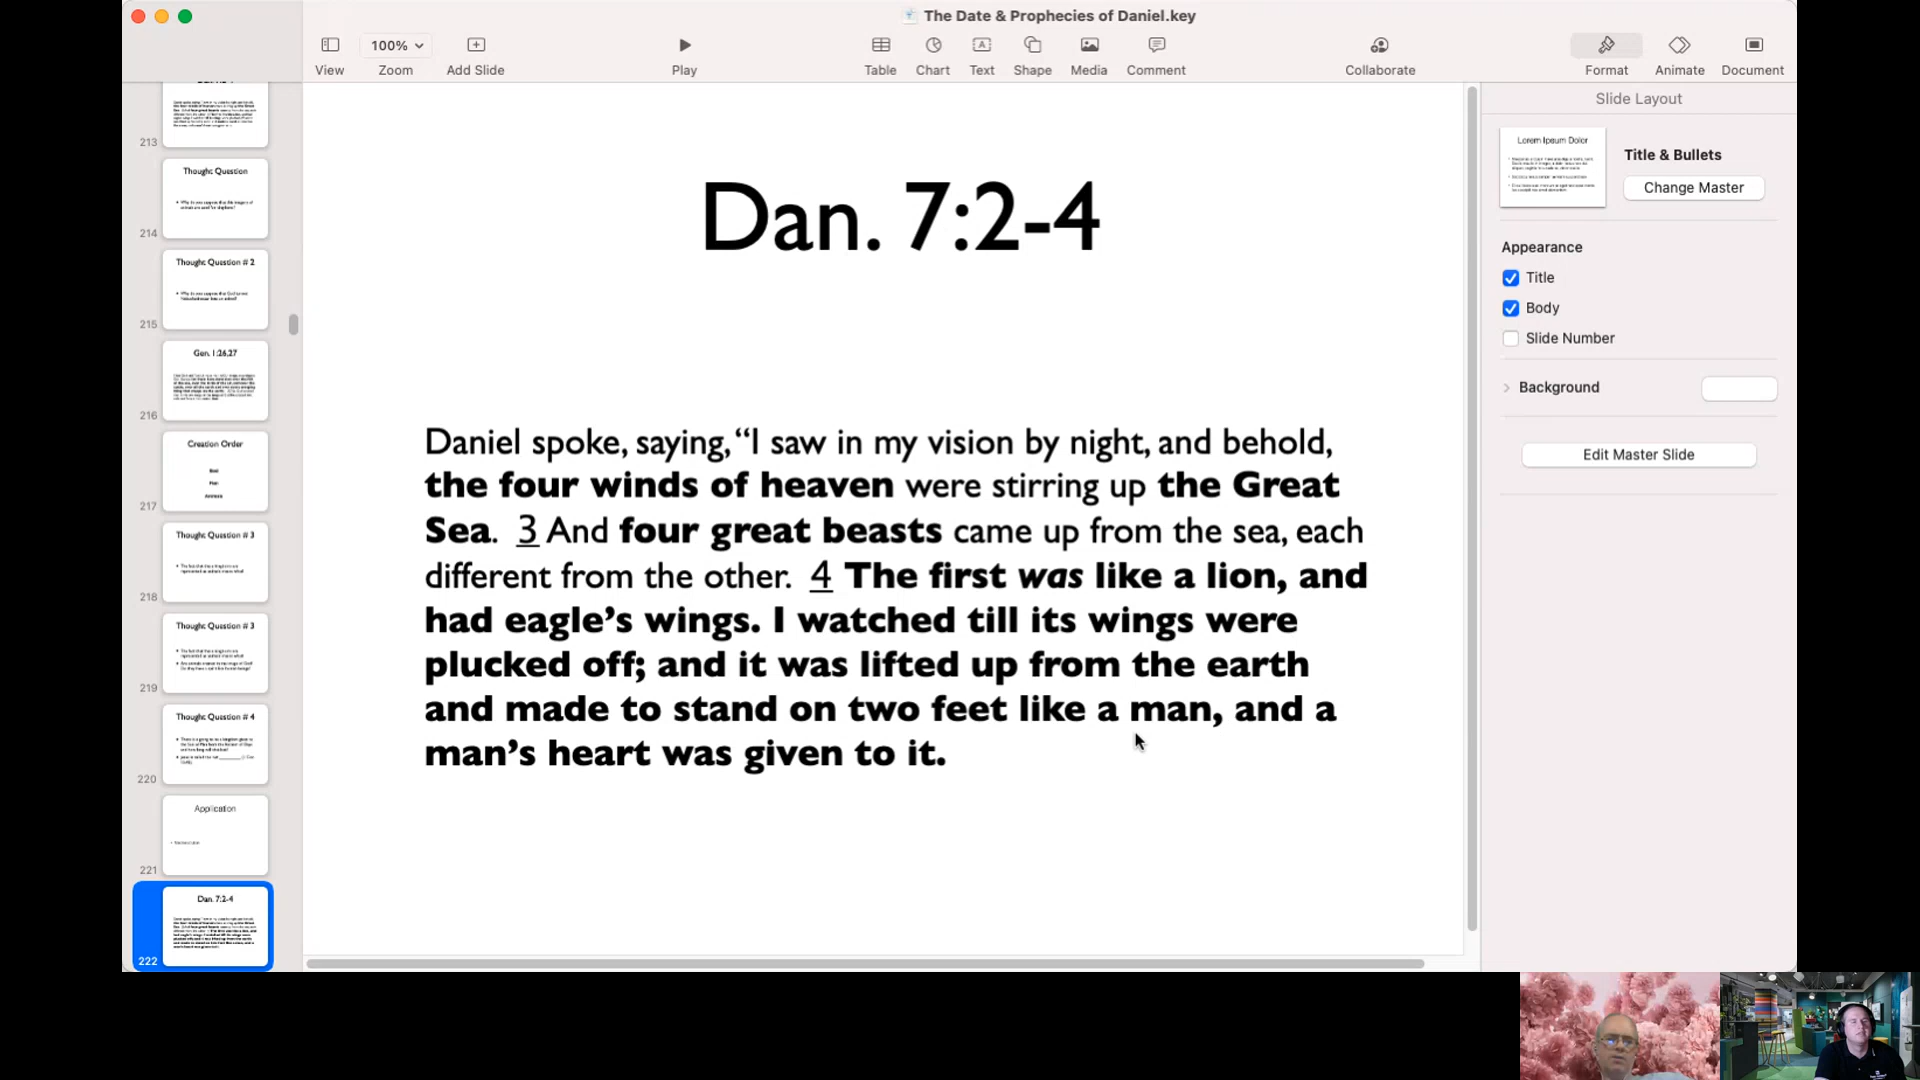 The Date & Prophecies of Daniel.key
100%
View
Zoom
Add Slide
Play
Table
Chart
Text
Shape
Media
Comment
Collaborate
Format
Animate
Document
213
Thought Question
214
Thought Question # 2
215
Gen. 1:26,27
216
Creation Order
God
Man
Animals
217
Thought Question # 3
218
Thought Question # 3
219
Thought Question # 4
220
Application
221
Dan. 7:2-4
222
Dan. 7:2-4
Daniel spoke, saying, “I saw in my vision by night, and behold,
the four winds of heaven were stirring up the Great
Sea. 3 And four great beasts came up from the sea, each
different from the other. 4 The first was like a lion, and
had eagle’s wings. I watched till its wings were
plucked off; and it was lifted up from the earth
and made to stand on two feet like a man, and a
man’s heart was given to it.
Slide Layout
Lorem Ipsum Dolor
Title & Bullets
Change Master
Appearance
Title
Body
Slide Number
Background
Edit Master Slide